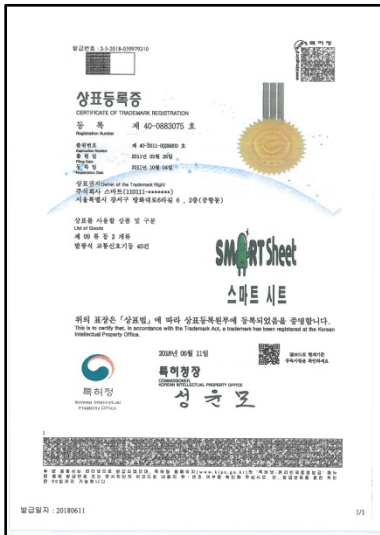 발급번호 : 2-5-2018-039979210
특허청
상표등록증
CERTIFICATE OF TRADEMARK REGISTRATION
등 록 제 40-0883075 호
Registration Number
출원번호 제 40-2011-0026800 호
Application Number
출 원 일 2011년 05월 20일
Filing Date
등 록 일 2011년 10월 04일
Registration Date
상표권자 Owner of the Trademark Right
주식회사 스마트(110111-*******)
서울특별시 강서구
상표를 사용할 상품 및 구분
List of Goods
제 09 류 등 2 개류
발광식 교통신호기등 40건
SMART Sheet
스마트 시트
위의 표장은 「상표법」에 따라 상표등록원부에 등록되었음을 증명합니다.
This is to certify that, in accordance with the Trademark Act, a trademark has been registered at the Korean
Intellectual Property Office.
2018년 06월 11일
특허청
Korean Intellectual
Property Office
특허청장
COMMISSIONER,
KOREAN INTELLECTUAL PROPERTY OFFICE
성윤모
발급일자 : 20180611
1/1